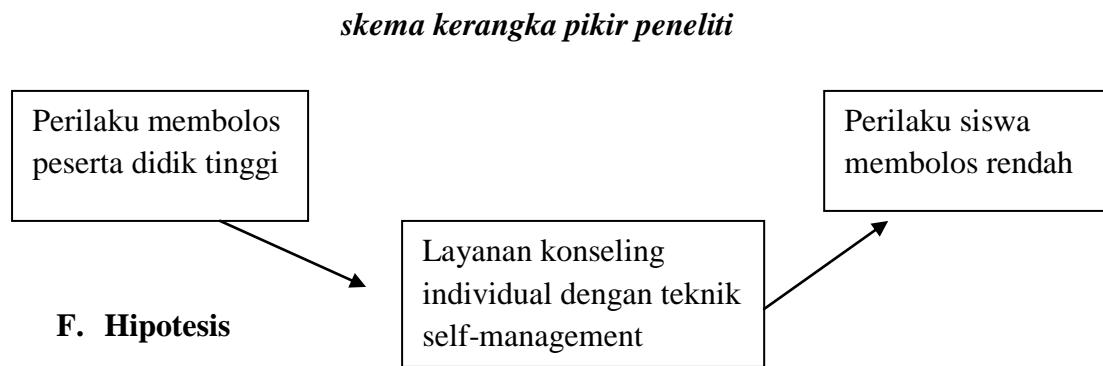 skema kerangka pikir peneliti
Perilaku membolos
peserta didik tinggi
Perilaku siswa
membolos rendah
Layanan konseling
individual dengan teknik
self-management
F. Hipotesis